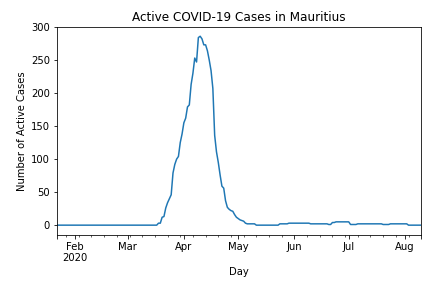 Active COVID-19 Cases in Mauritius
300
250
200
150
100
50
0
Number of Active Cases
Feb Mar Apr May Jun Jul Aug
2020
Day